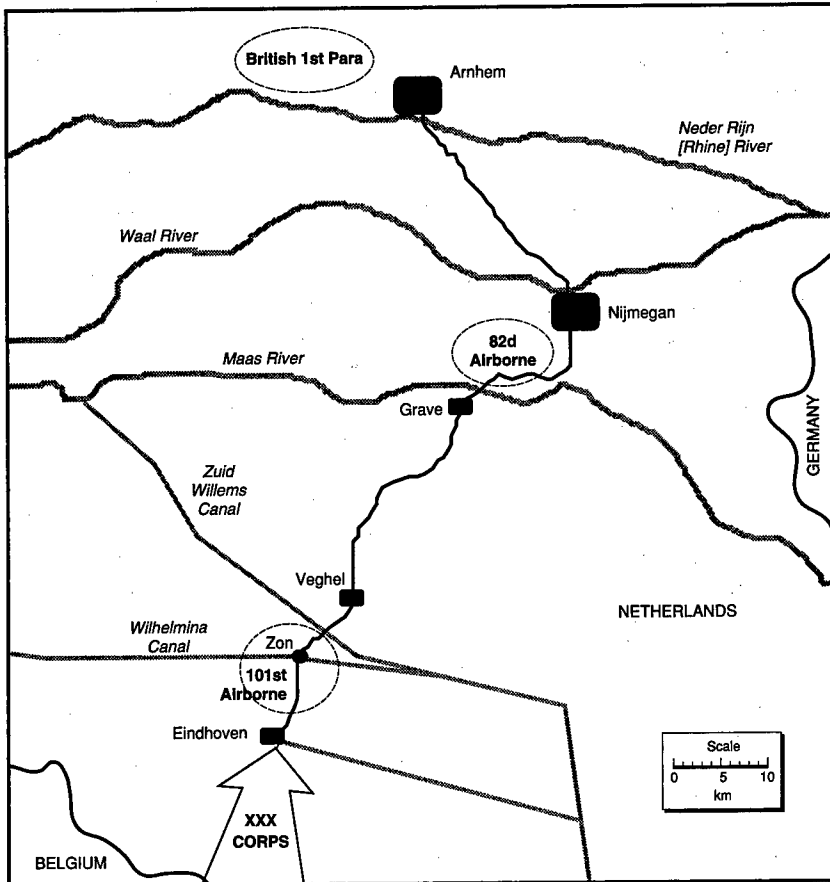 British 1st Para
Arnhem
Neder Rijn
[Rhine] River
Waal River
Nijmegan
82d
Airborne
Maas River
Grave
GERMANY
Zuid
Willems
Canal
Veghel
NETHERLANDS
Wilhelmina
Canal
Zon
101st
Airborne
Eindhoven
Scale
0 5 10
km
XXX
CORPS
BELGIUM